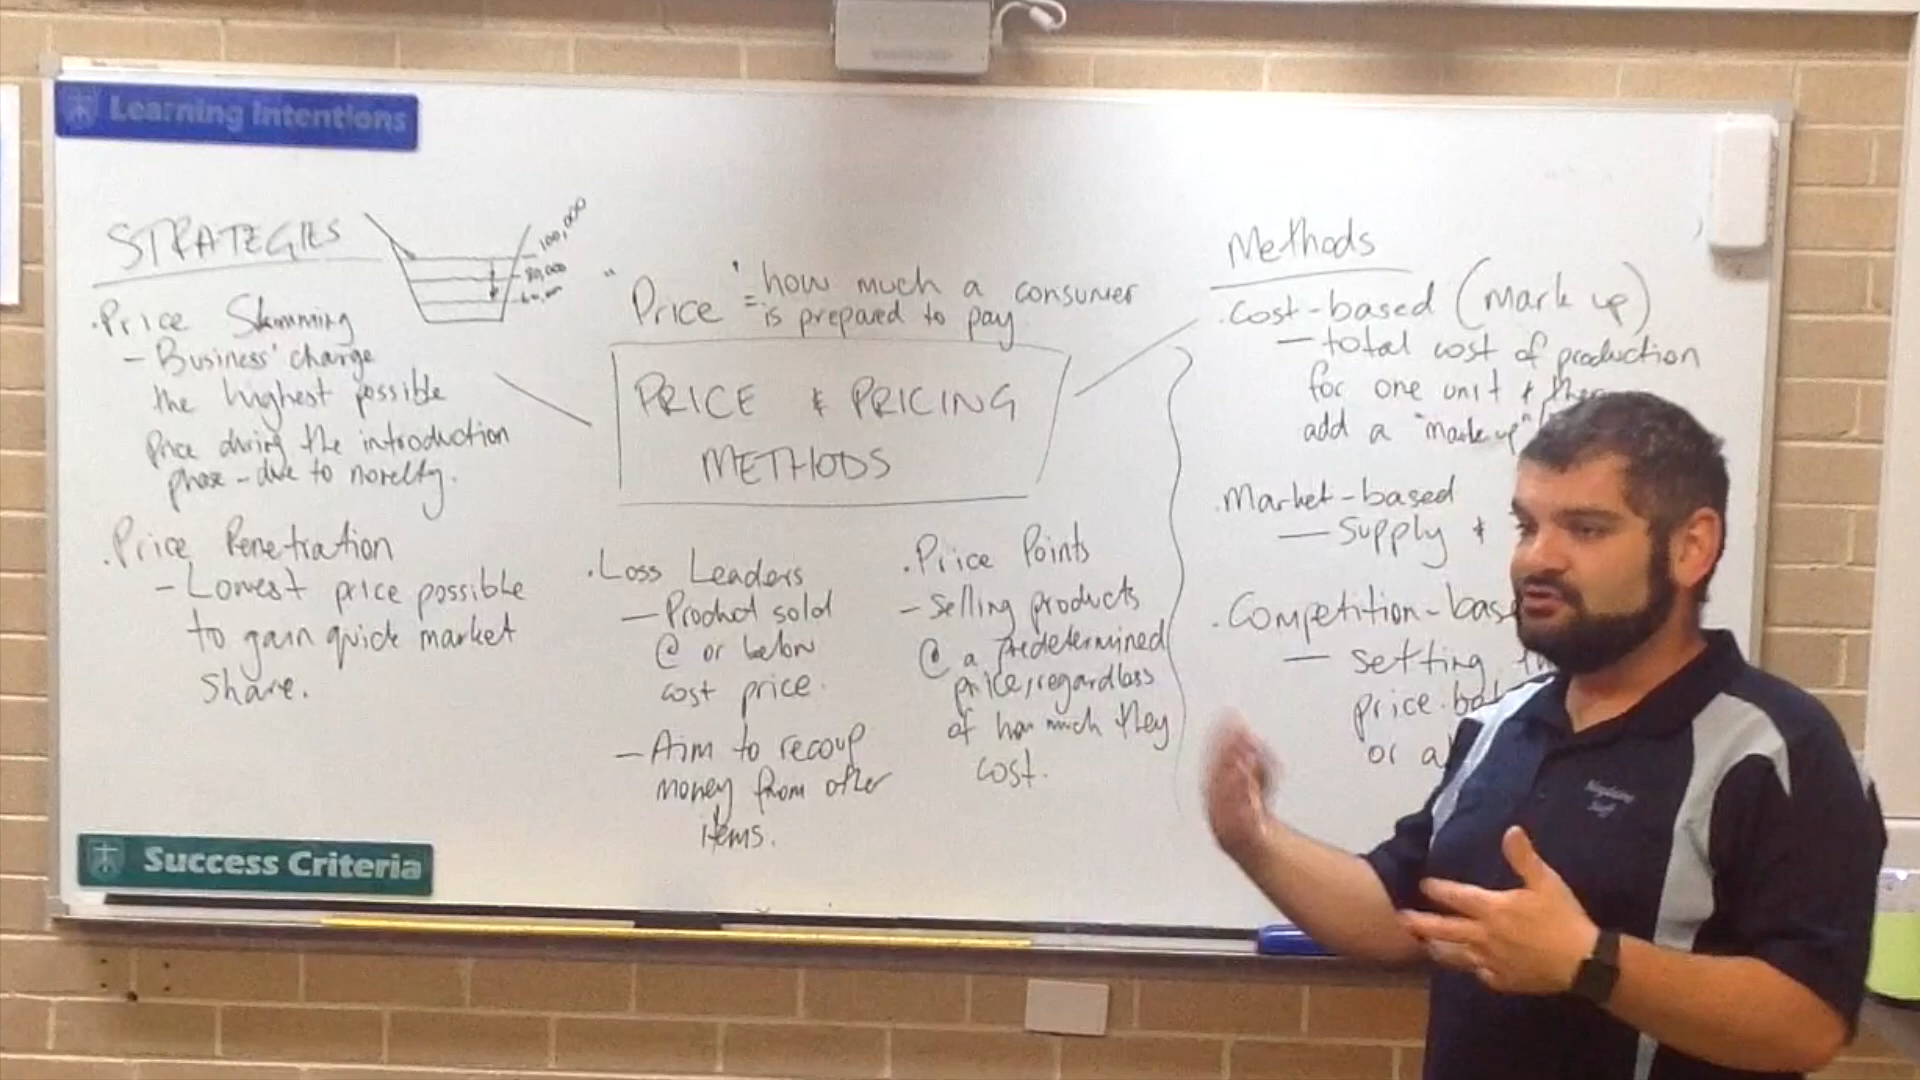 Learning Intentions
STRATEGIES
100,000
80,000
60,000
.Price Skimming
- Business' charge
the highest possible
price during the introduction
phase - due to novelty.
.Price Penetration
- Lowest price possible
to gain quick market
share.
"Price" = how much a consumer
is prepared to pay
PRICE & PRICING
METHODS
.Loss Leaders
- Product sold
@ or below
cost price.
- Aim to recoup
money from other
items.
.Price Points
- Selling products
@ a predetermined
price, regardless
of how much they
cost.
Methods
.Cost-based (Mark up)
- total cost of production
for one unit &
add a "mark up"
.Market-based
- Supply &
.Competition-base
- setting
price
or
Success Criteria